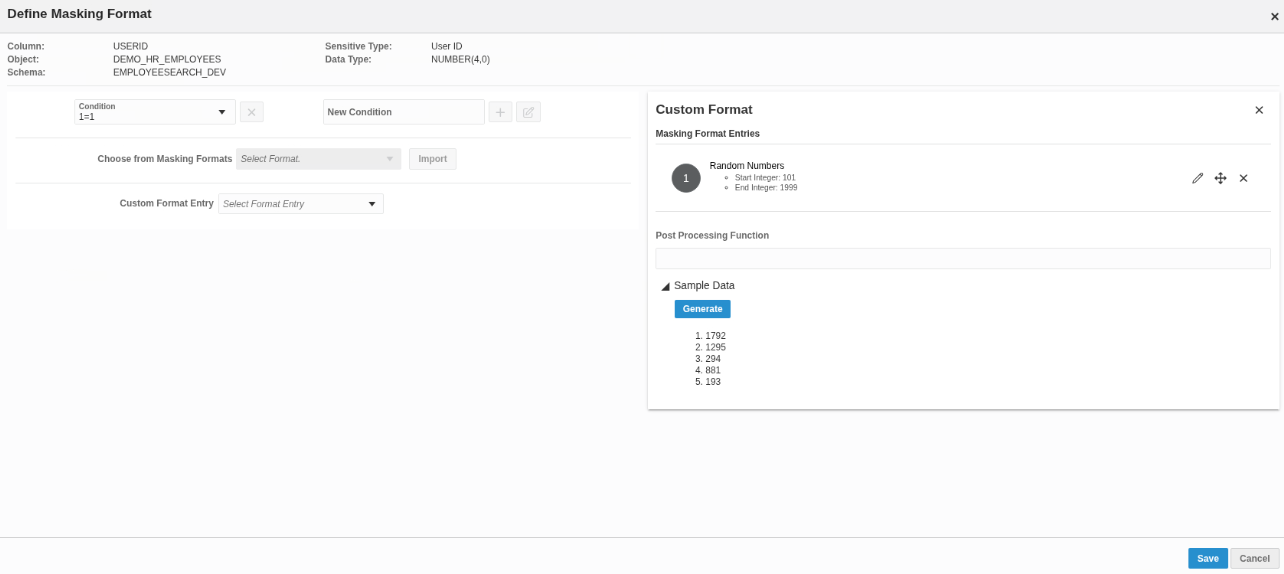 Define Masking Format
×
Column: USERID Sensitive Type: User ID
Object: DEMO_HR_EMPLOYEES Data Type: NUMBER(4,0)
Schema: EMPLOYEESEARCH_DEV
Condition
1=1
New Condition
Choose from Masking Formats Select Format. Import
Custom Format Entry Select Format Entry
Custom Format
Masking Format Entries
1
Random Numbers
Start Integer: 101
End Integer: 1999
Post Processing Function
Sample Data
Generate
1. 1792
2. 1295
3. 294
4. 881
5. 193
Save Cancel